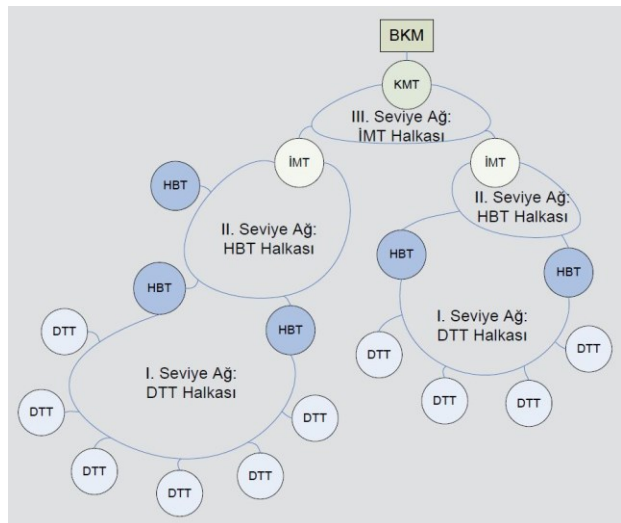 BKM
KMT
III. Seviye Ağ:
İMT Halkası
İMT
İMT
HBT
II. Seviye Ağ:
HBT Halkası
II. Seviye Ağ:
HBT Halkası
HBT
HBT
HBT
HBT
DTT
I. Seviye Ağ:
DTT Halkası
I. Seviye Ağ:
DTT Halkası
DTT
DTT
DTT
DTT
DTT
DTT
DTT
DTT
DTT
DTT